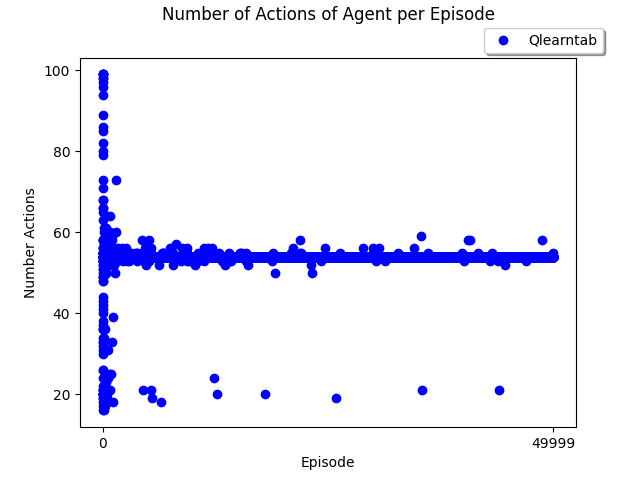 Number of Actions of Agent per Episode
Qlearntab
100
80
60
40
20
Number Actions
0
49999
Episode